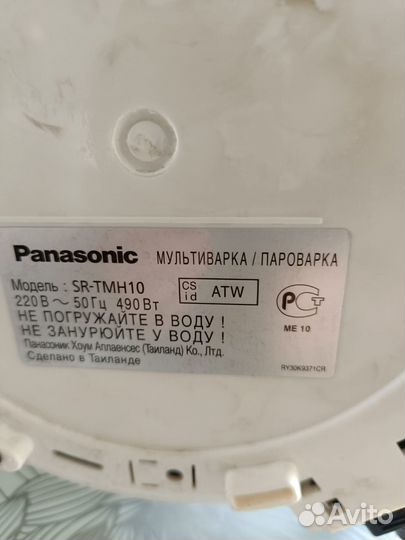 Panasonic МУЛЬТИВАРКА / ПАРОВАРКА
Модель : SR-TMH10
CS id ATW
220 В ~ 50 Гц 490 Вт
РСТ
МЕ 10
НЕ ПОГРУЖАЙТЕ В ВОДУ !
НЕ ЗАНУРЮЙТЕ У ВОДУ !
Панасоник Хоум Аплаенсес (Таиланд) Ко., Лтд.
Сделано в Таиланде
RY30K9371CR
Avito